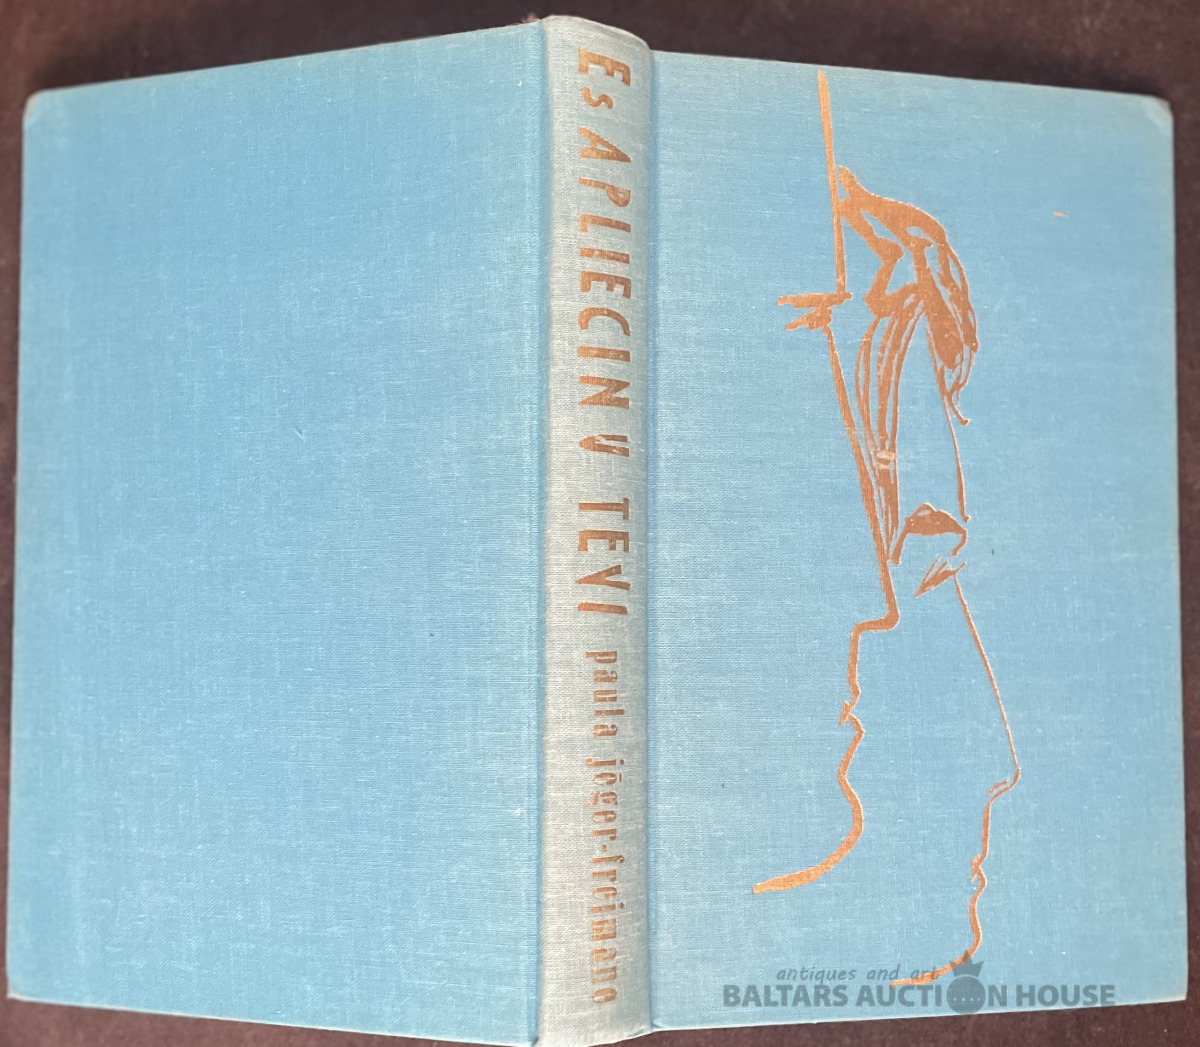 Es APLIECINU TEVI paula jēger-freimane
antiques and art
BALTARS AUCTION HOUSE